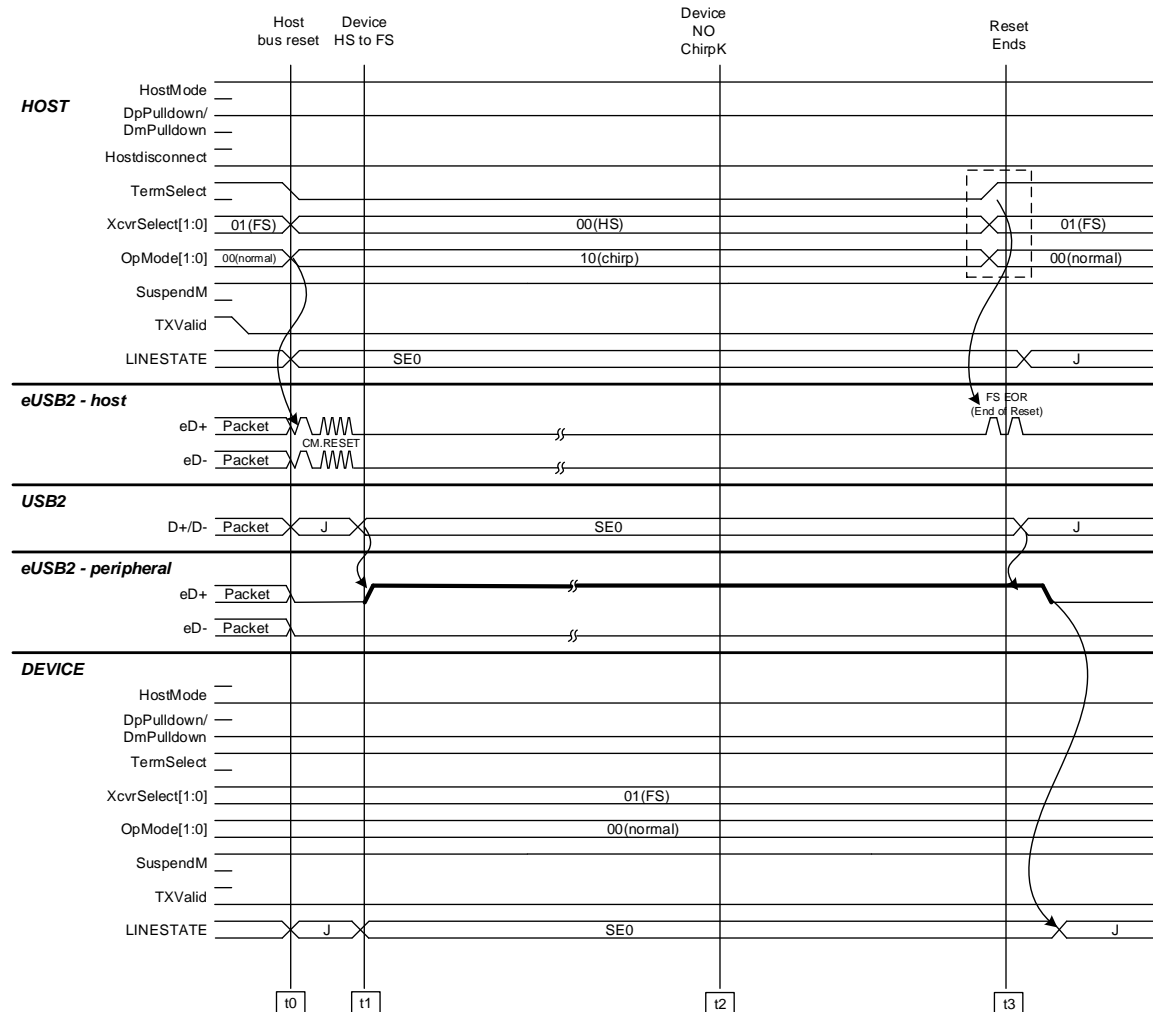 Host
bus reset
Device
HS to FS
Device
NO
ChirpK
Reset
Ends
HOST
HostMode
DpPulldown/
DmPulldown
Hostdisconnect
TermSelect
XcvrSelect[1:0] 01(FS) 00(HS) 01(FS)
OpMode[1:0] 00(normal) 10(chirp) 00(normal)
SuspendM
TXValid
LINESTATE SE0 J
eUSB2 - host
FS EOR
(End of Reset)
eD+ Packet
CM.RESET
eD- Packet
USB2
D+/D- Packet J SE0 J
eUSB2 - peripheral
eD+ Packet
eD- Packet
DEVICE
HostMode
DpPulldown/
DmPulldown
TermSelect
XcvrSelect[1:0] 01(FS)
OpMode[1:0] 00(normal)
SuspendM
TXValid
LINESTATE J SE0 J
t0 t1 t2 t3